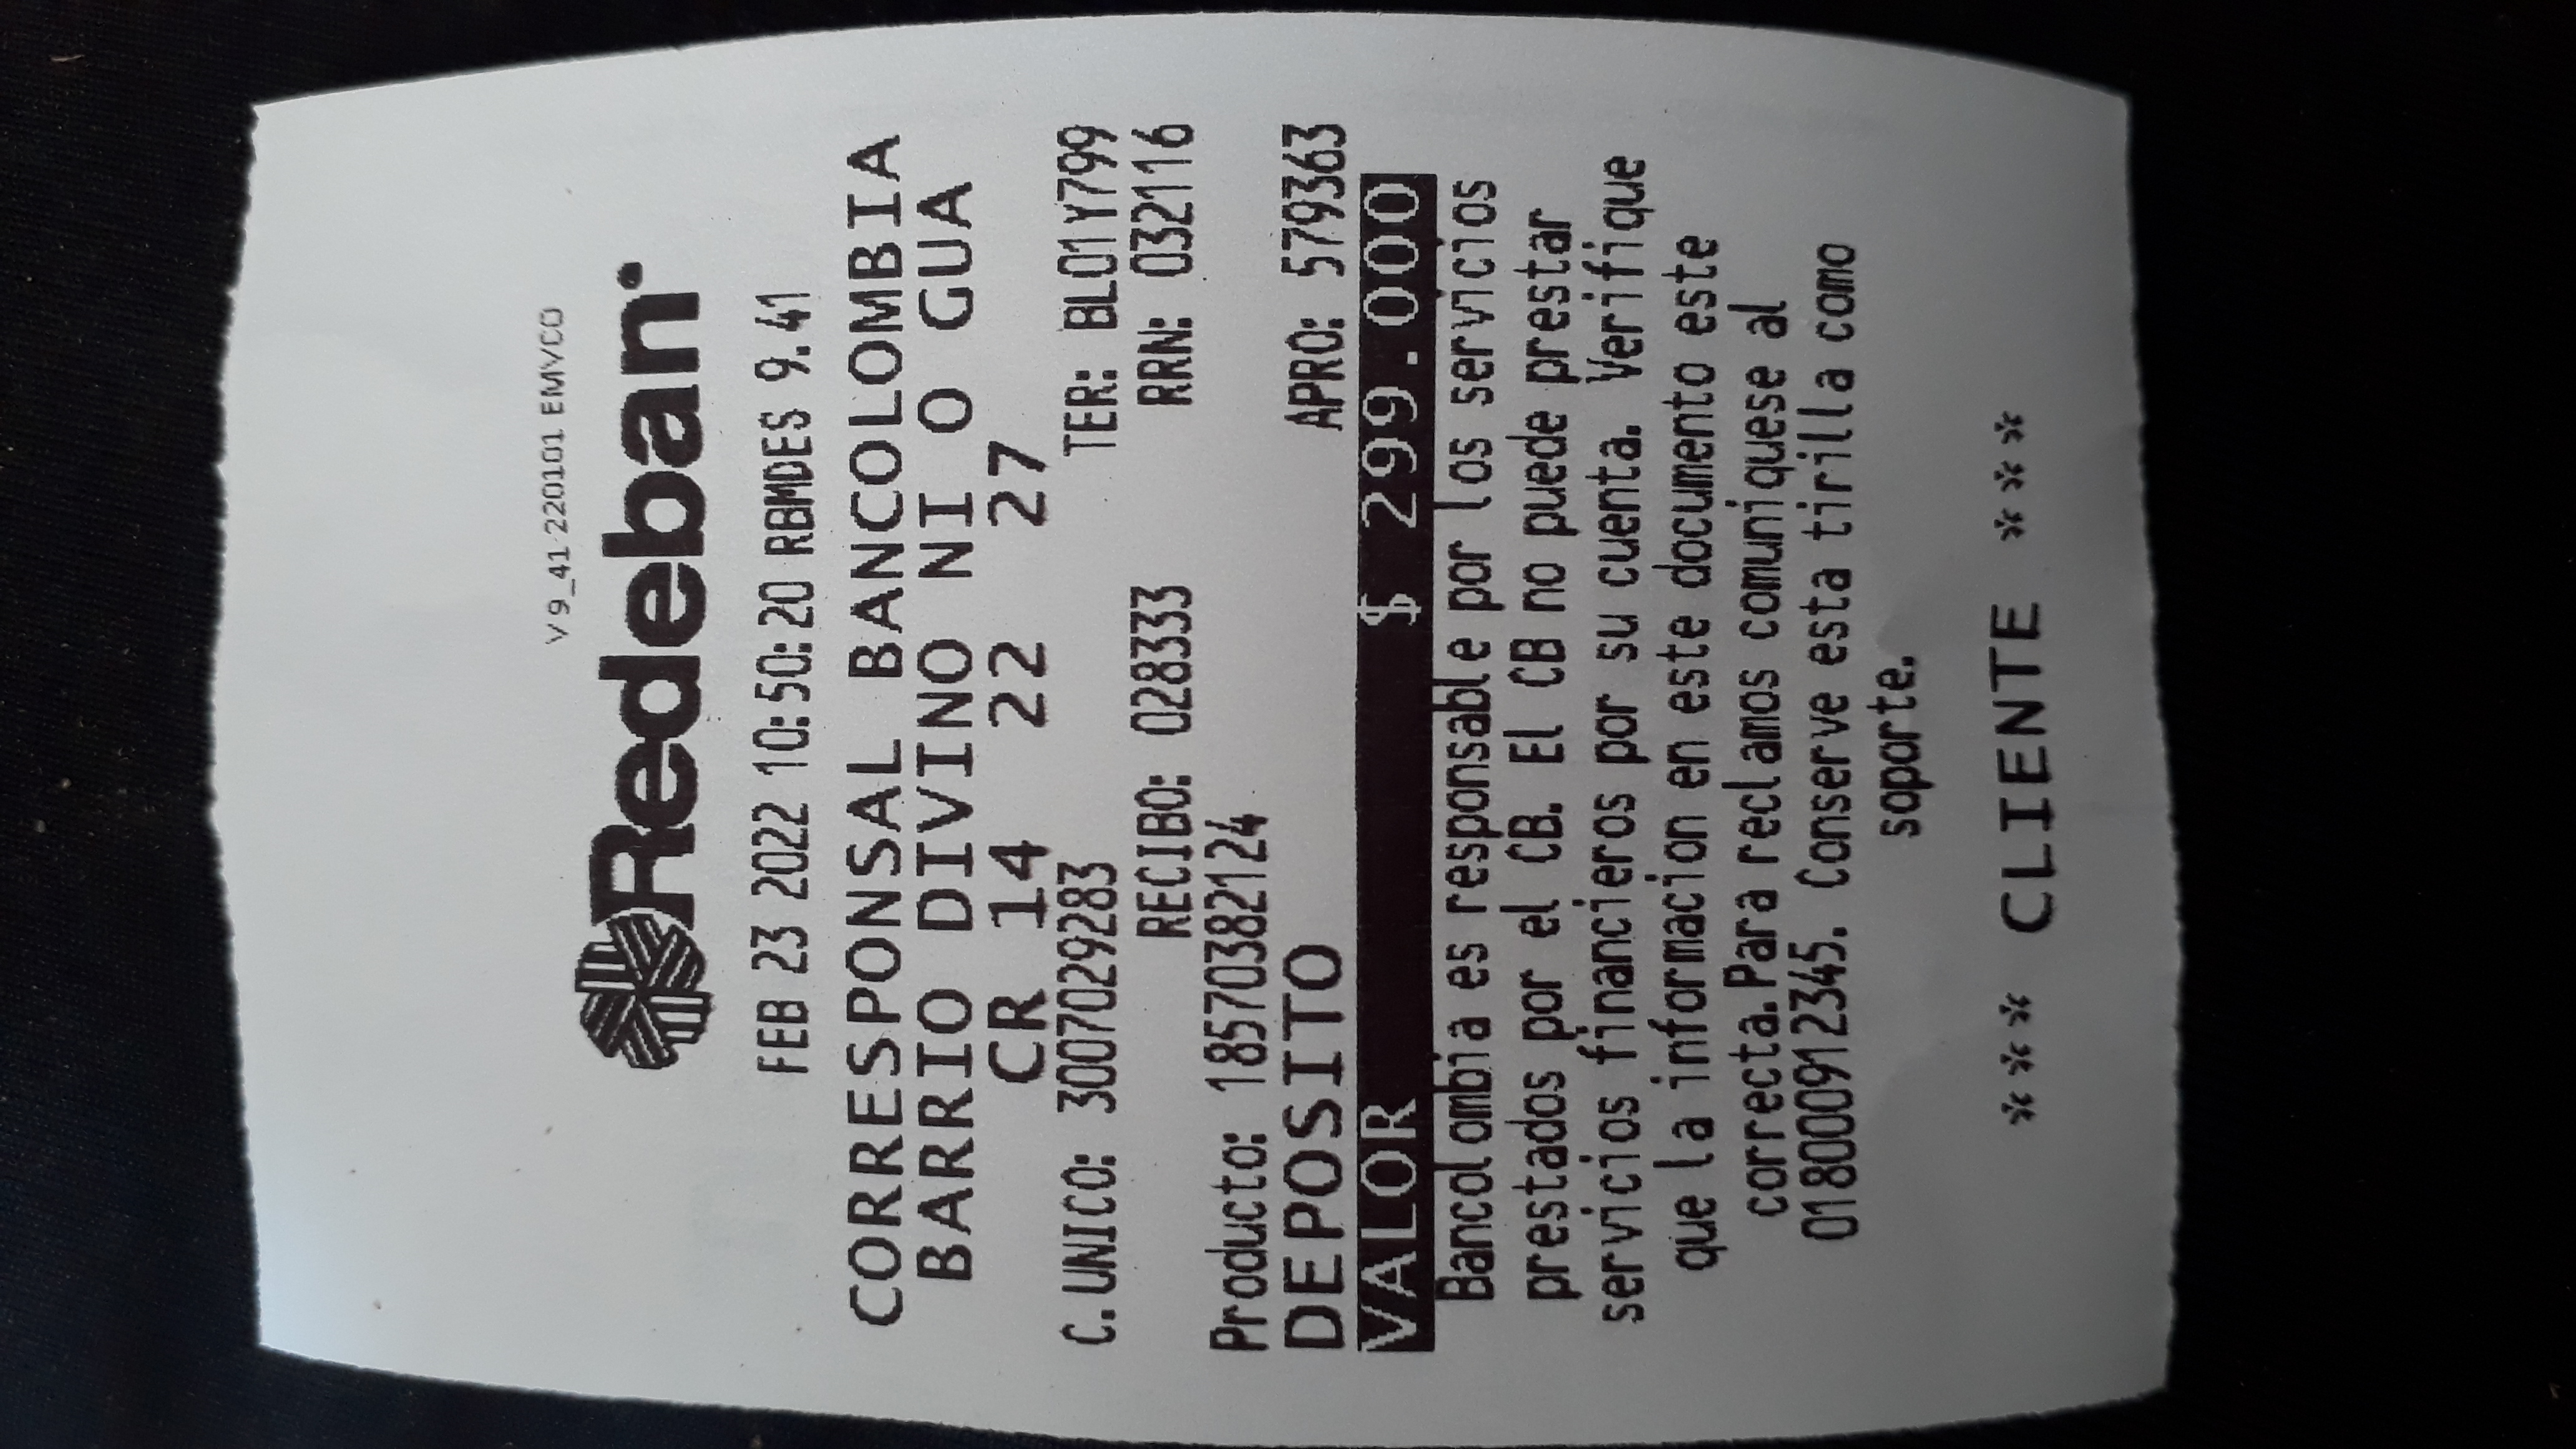 V9_41 220101 EMVCO
Redeban
FEB 23 2022 10:50:20 RBMDES 9.41
CORRESPONSAL BANCOLOMBIA
BARRIO DIVINO NI O GUA
CR 14 22 27
C.UNICO: 3007029283 TER: BL01Y799
RECIBO: 028333 RRN: 032116
Producto: 18570382124
DEPOSITO APRO: 579363
VALOR $ 299.000
Bancolombia es responsable por los servicios
prestados por el CB. El CB no puede prestar
servicios financieros por su cuenta. Verifique
que la informacion en este documento este
correcta.Para reclamos comuniquese al
018000912345. Conserve esta tirilla como
soporte.
*** CLIENTE ***